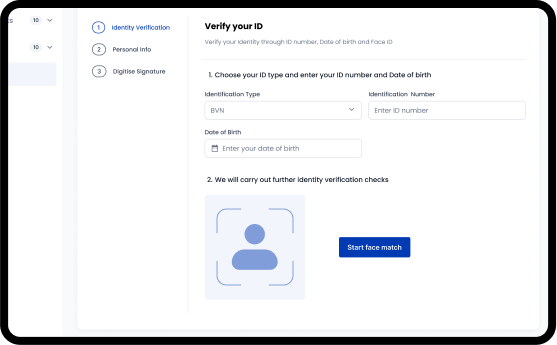 10
10
1 Identity Verification
2 Personal Info
3 Digitise Signature
Verify your ID
Verify your identity through ID number, Date of birth and Face ID
1. Choose your ID type and enter your ID number and Date of birth
Identification Type
Identification Number
BVN
Enter ID number
Date of Birth
Enter your date of birth
2. We will carry out further identity verification checks
Start face match